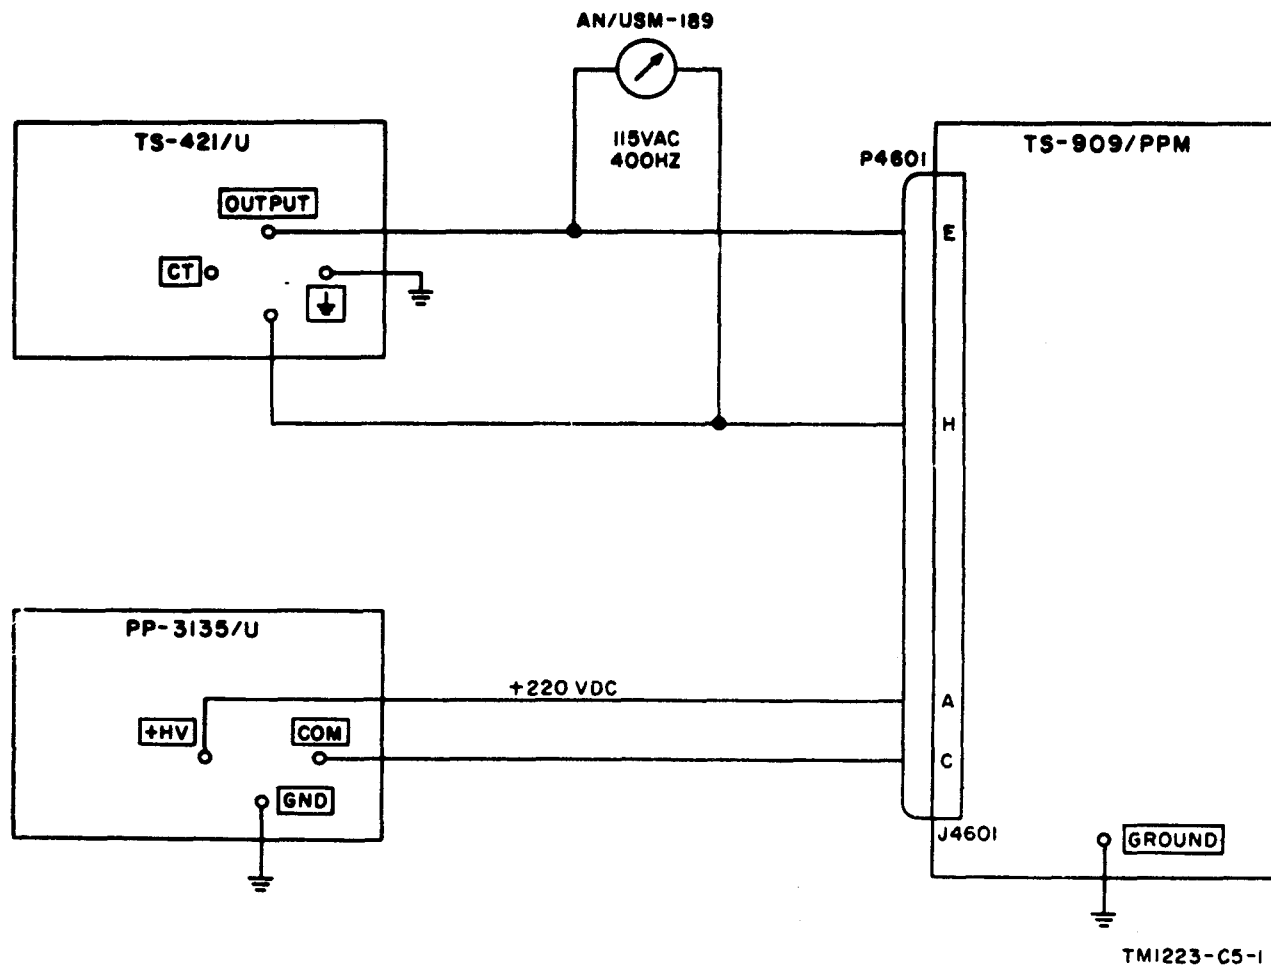 AN/USM-189
115VAC
400HZ
TS-421/U
OUTPUT
CT
P4601
TS-909/PPM
E
H
PP-3135/U
+220 VDC
+HV
COM
GND
A
C
J4601
GROUND
TM1223-C5-1